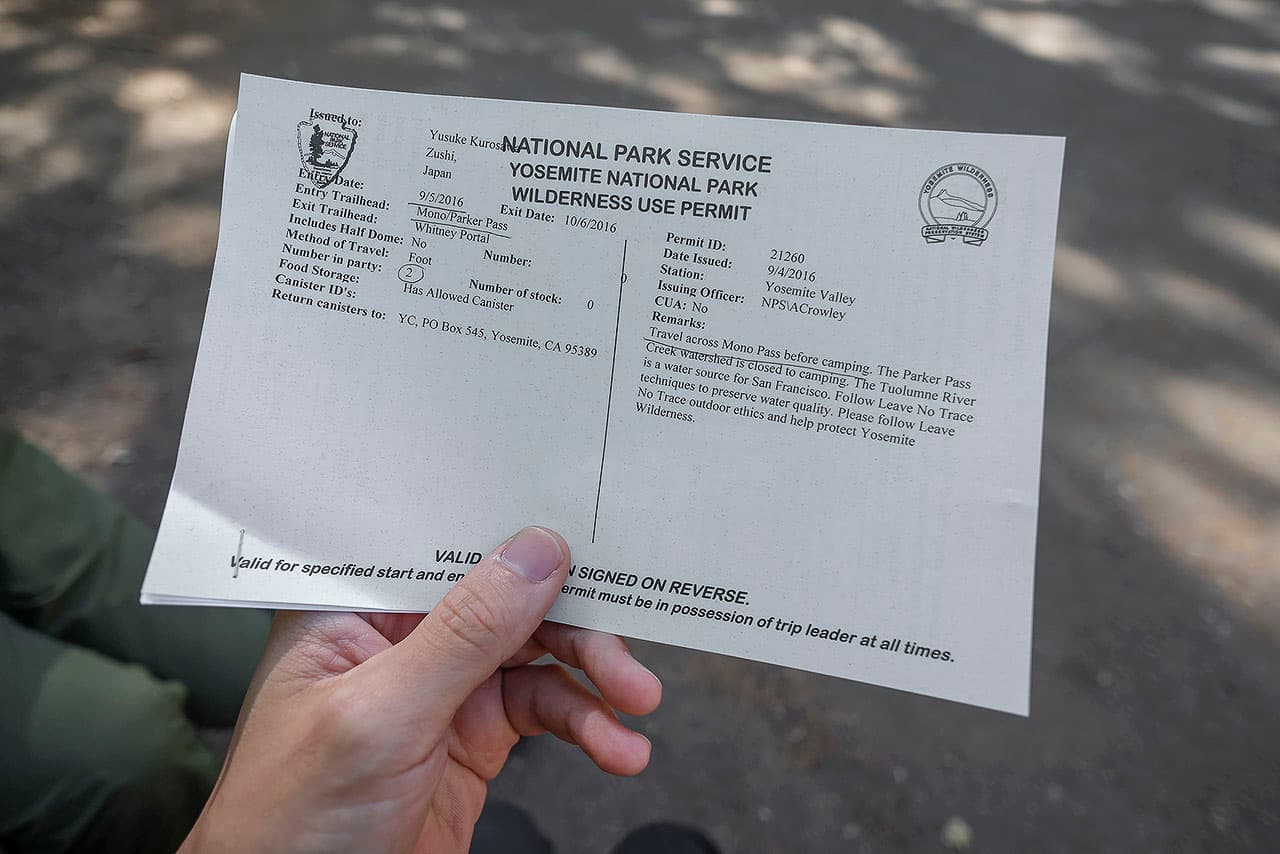 Issued to:
Yusuke
Zushi,
Japan
NATIONAL PARK SERVICE
NATIONAL PARK SERVICE
YOSEMITE NATIONAL PARK
WILDERNESS USE PERMIT
YOSEMITE WILDERNESS
Entry Date: 9/5/2016 Exit Date: 10/6/2016
Entry Trailhead: Mono/Parker Pass
Exit Trailhead: Whitney Portal
Includes Half Dome: No Number: 0
Method of Travel: Foot
Number in party: 2 Number of stock: 0
Food Storage: Has Allowed Canister
Canister ID's:
Return canisters to: YC, PO Box 545, Yosemite, CA 95389
Permit ID: 21260
Date Issued: 9/4/2016
Station: Yosemite Valley
Issuing Officer: NPS\ACrowley
CUA: No
Remarks:
Travel across Mono Pass before camping. The Parker Pass
Creek watershed is closed to camping. The Tuolumne River
is a water source for San Francisco. Follow Leave No Trace
techniques to preserve water quality. Please follow Leave
No Trace outdoor ethics and help protect Yosemite
Wilderness.
VALID SIGNED ON REVERSE.
Valid for specified start and permit must be in possession of trip leader at all times.